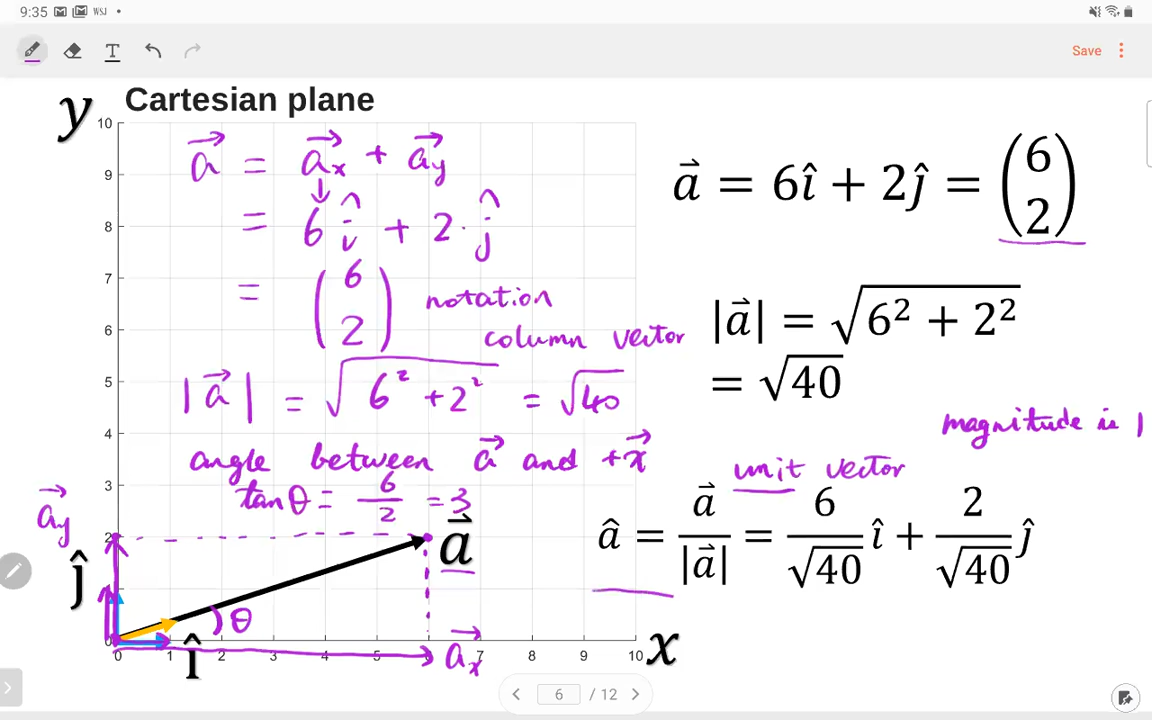 9:35 WSJ
Save
y Cartesian plane
10
9
8
7
6
5
4
3
2
0
0 1 2 3 4 5 6 7 8 9 10 x
a⃗ = a⃗x + a⃗y
= 6 î + 2 · ĵ
= (6 2) notation
column vector
|a⃗| = √(6² + 2²) = √40
angle between a⃗ and +x⃗
tan θ = 6/2 = 3
a⃗y
ĵ
a⃗
θ
î
a⃗x
a⃗ = 6î + 2ĵ = (6 2)
|a⃗| = √(6² + 2²)
= √40
magnitude is 1
unit vector
â = a⃗/|a⃗| = 6/√40 î + 2/√40 ĵ
6 / 12